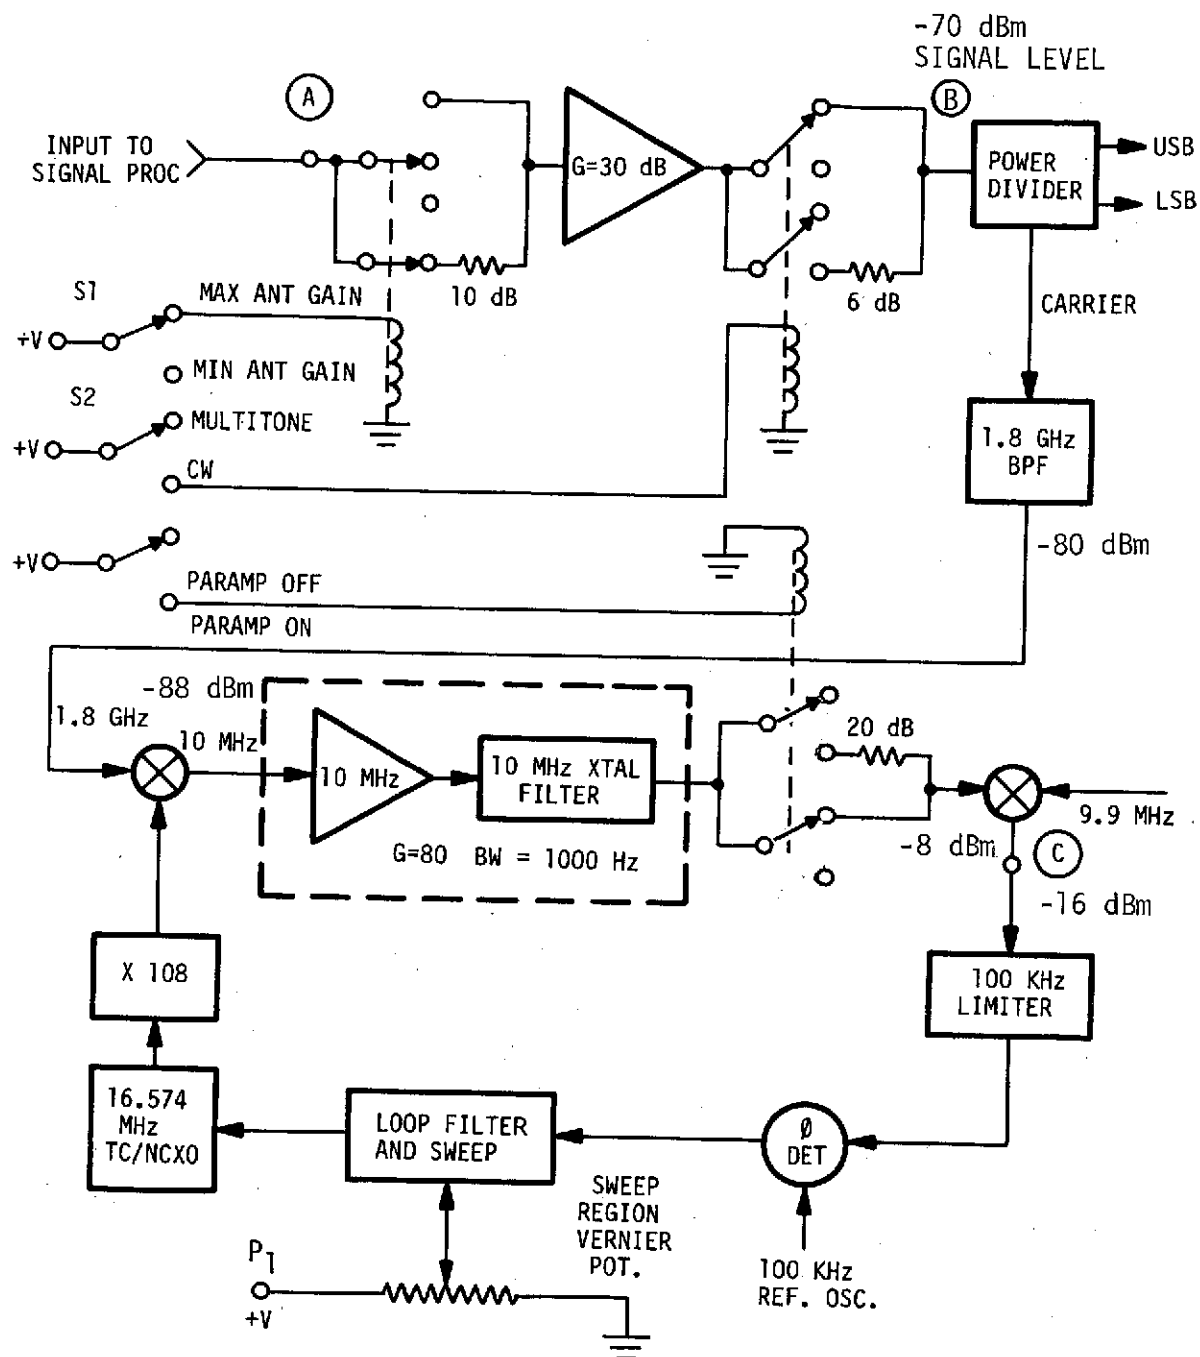 -70 dBm
SIGNAL LEVEL
A
B
INPUT TO
SIGNAL PROC
G=30 dB
POWER
DIVIDER
USB
LSB
10 dB
6 dB
S1
MAX ANT GAIN
+V
MIN ANT GAIN
CARRIER
S2
MULTITONE
+V
CW
1.8 GHz
BPF
-80 dBm
+V
PARAMP OFF
PARAMP ON
-88 dBm
1.8 GHz
10 MHz
10 MHz
10 MHz XTAL
FILTER
G=80 BW = 1000 Hz
20 dB
-8 dBm
9.9 MHz
C
-16 dBm
X 108
100 KHz
LIMITER
16.574
MHz
TC/NCXO
LOOP FILTER
AND SWEEP
Ø
DET
SWEEP
REGION
VERNIER
POT.
P1
+V
100 KHz
REF. OSC.